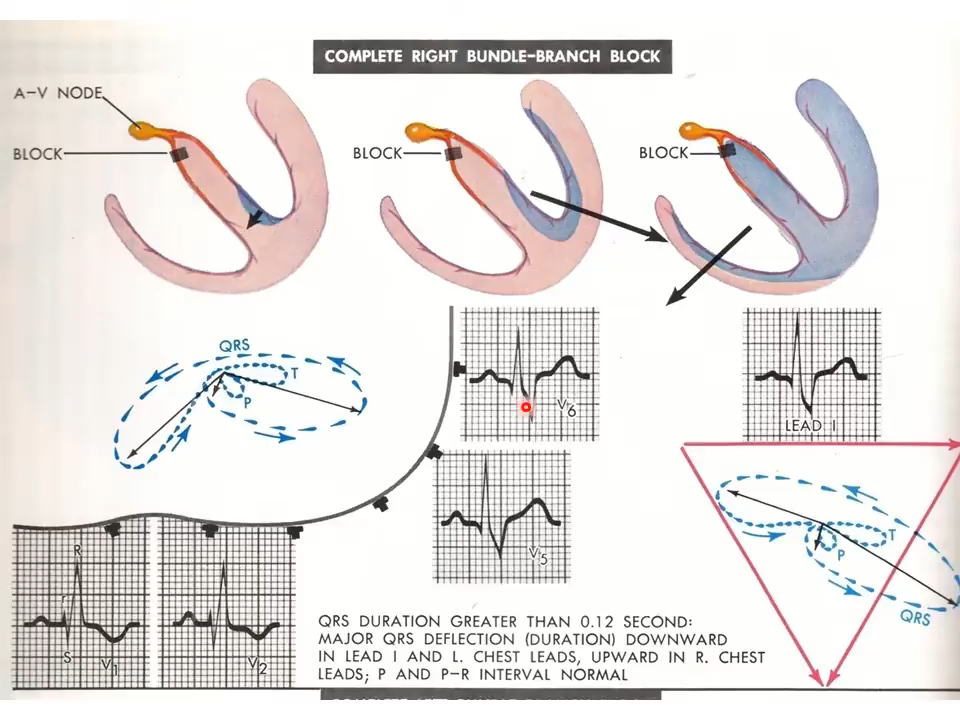 COMPLETE RIGHT BUNDLE-BRANCH BLOCK
A-V NODE
BLOCK
BLOCK
BLOCK
QRS
T
P
V6
LEAD I
V5
R
r
S
V1
V2
P
T
QRS
QRS DURATION GREATER THAN 0.12 SECOND:
MAJOR QRS DEFLECTION (DURATION) DOWNWARD
IN LEAD I AND L. CHEST LEADS, UPWARD IN R. CHEST
LEADS; P AND P-R INTERVAL NORMAL